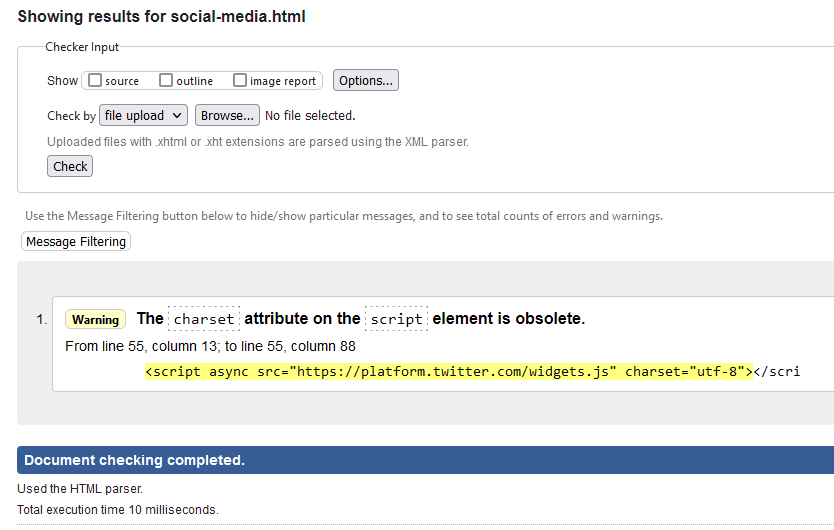 Showing results for social-media.html
Checker Input
Show source outline image report Options...
Check by file upload Browse... No file selected.
Uploaded files with .xhtml or .xht extensions are parsed using the XML parser.
Check
Use the Message Filtering button below to hide/show particular messages, and to see total counts of errors and warnings.
Message Filtering
1. Warning The charset attribute on the script element is obsolete.
From line 55, column 13; to line 55, column 88
<script async src="https://platform.twitter.com/widgets.js" charset="utf-8"></scri
Document checking completed.
Used the HTML parser.
Total execution time 10 milliseconds.